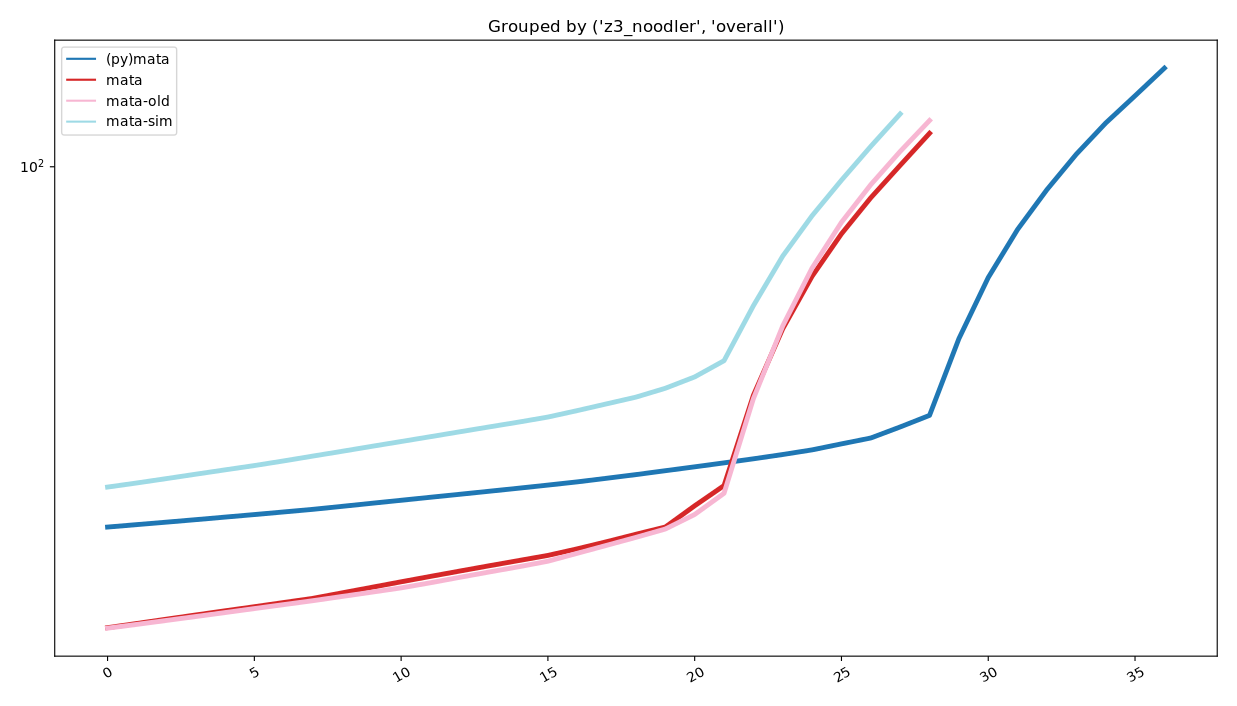 Grouped by ('z3_noodler', 'overall')
(py)mata
mata
mata-old
mata-sim
10²
0 5 10 15 20 25 30 35